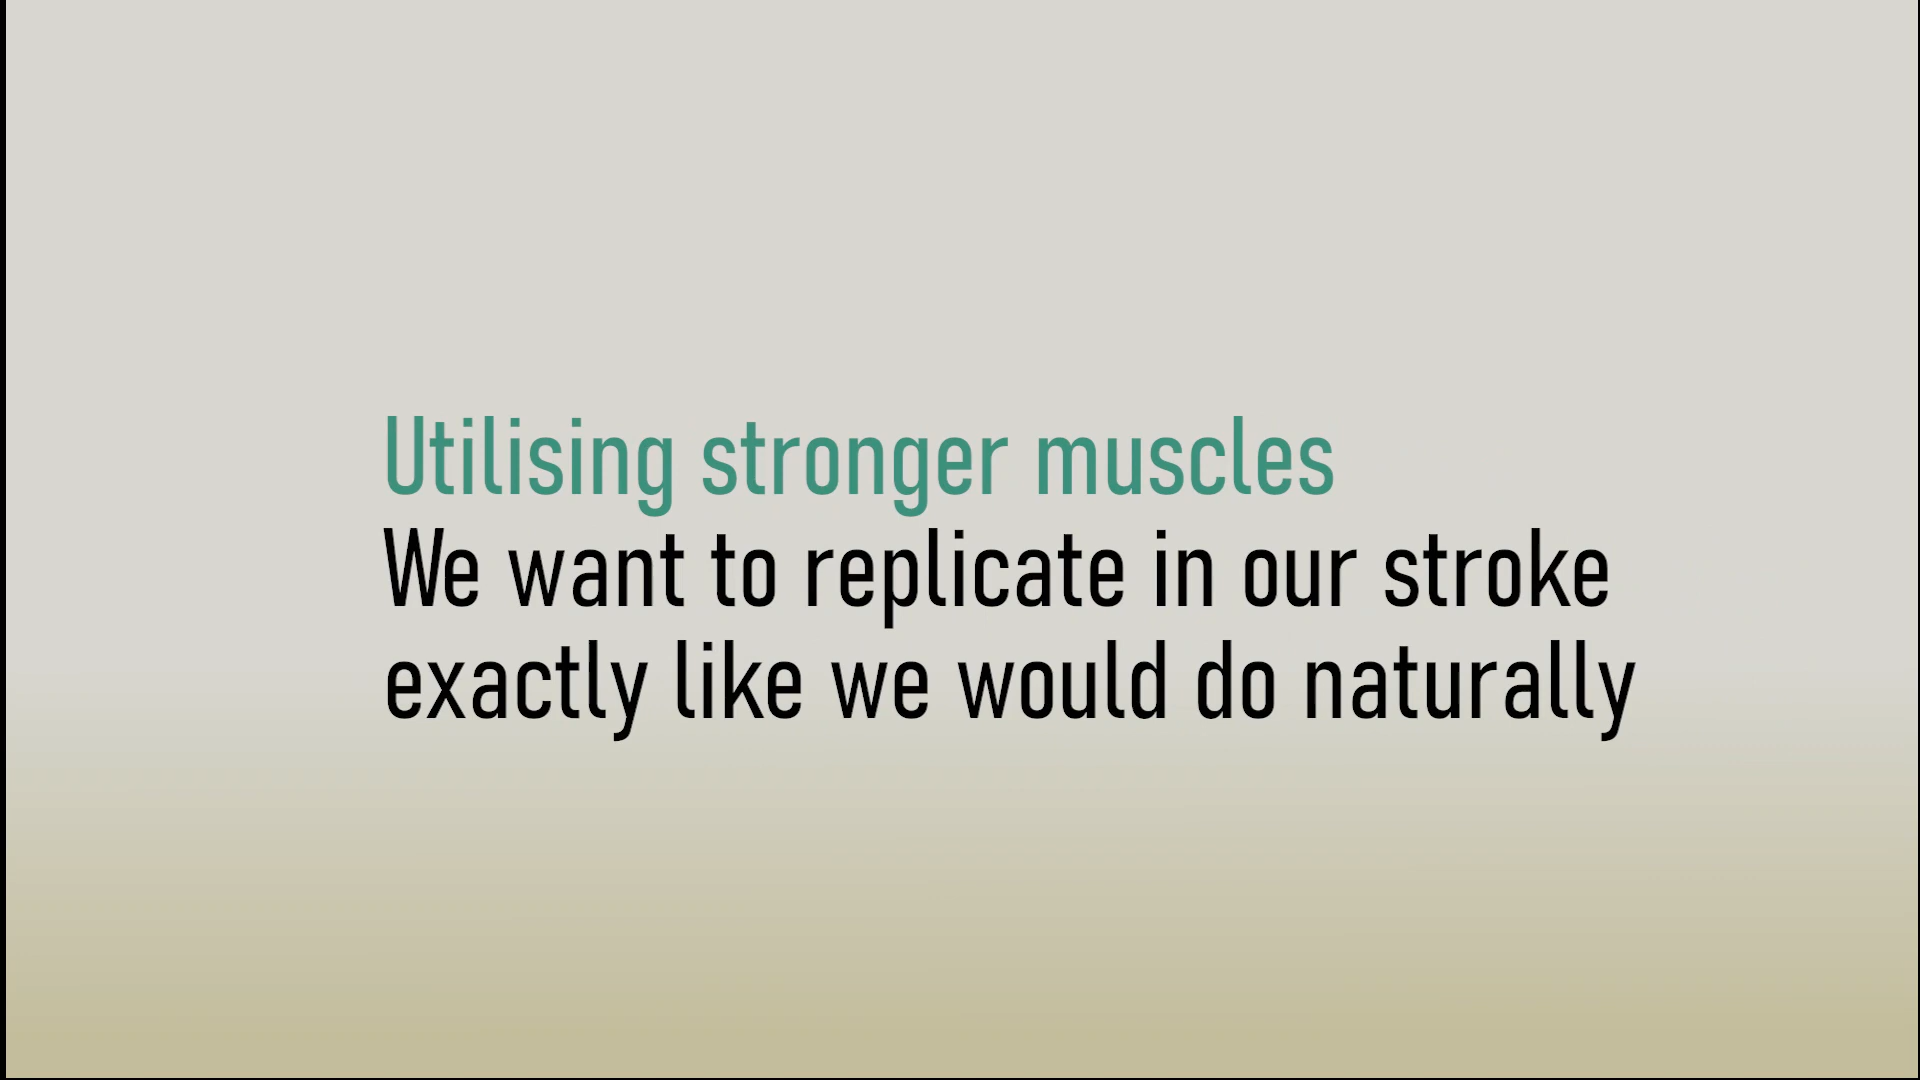 Utilising stronger muscles
We want to replicate in our stroke
exactly like we would do naturally